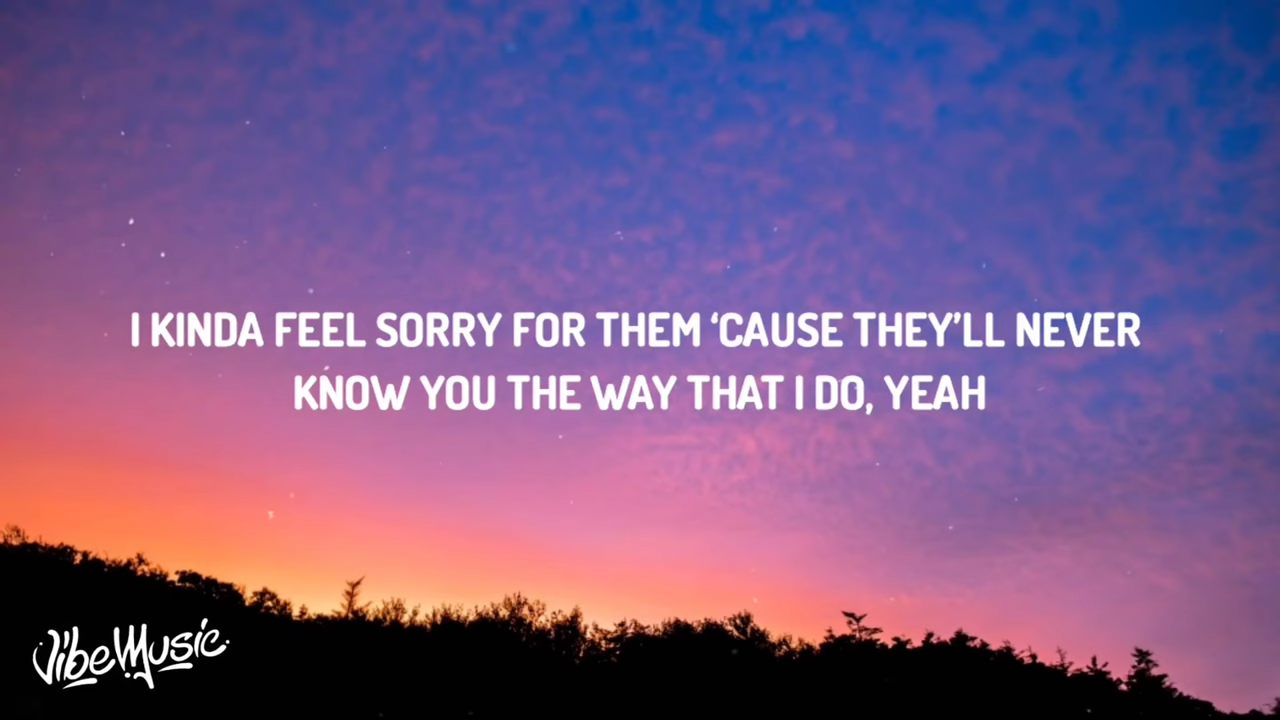 I KINDA FEEL SORRY FOR THEM ‘CAUSE THEY’LL NEVER
KNOW YOU THE WAY THAT I DO, YEAH
VibeMusic